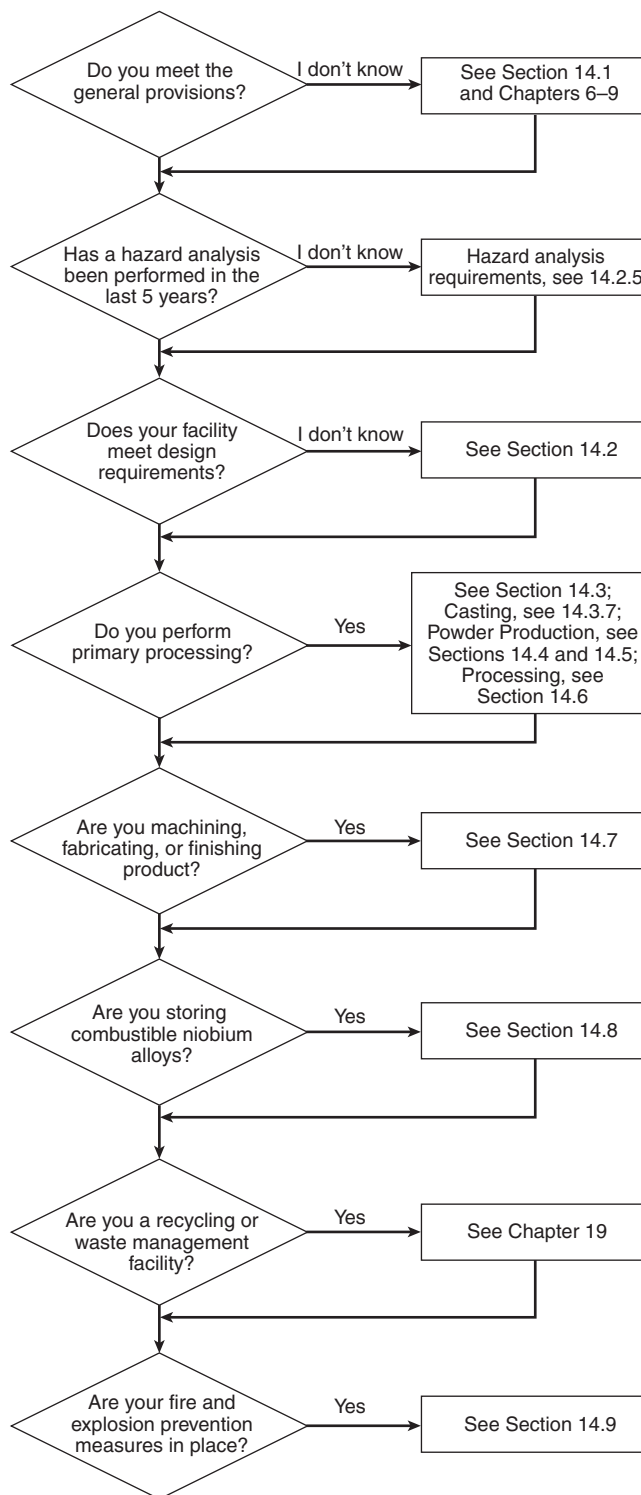 Do you meet the
general provisions?
I don't know
See Section 14.1
and Chapters 6–9
Has a hazard analysis
been performed in the
last 5 years?
I don't know
Hazard analysis
requirements, see 14.2.5
Does your facility
meet design
requirements?
I don't know
See Section 14.2
Do you perform
primary processing?
Yes
See Section 14.3;
Casting, see 14.3.7;
Powder Production, see
Sections 14.4 and 14.5;
Processing, see
Section 14.6
Are you machining,
fabricating, or finishing
product?
Yes
See Section 14.7
Are you storing
combustible niobium
alloys?
Yes
See Section 14.8
Are you a recycling or
waste management
facility?
Yes
See Chapter 19
Are your fire and
explosion prevention
measures in place?
Yes
See Section 14.9